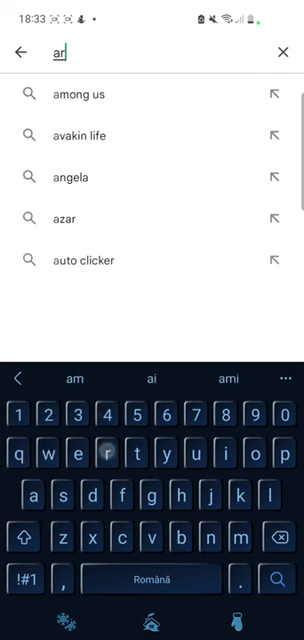 18:33
ar
among us
avakin life
angela
azar
auto clicker
am ai ami
1 2 3 4 5 6 7 8 9 0
q w e r t y u i o p
a s d f g h j k l
z x c v b n m
!#1 , Română .